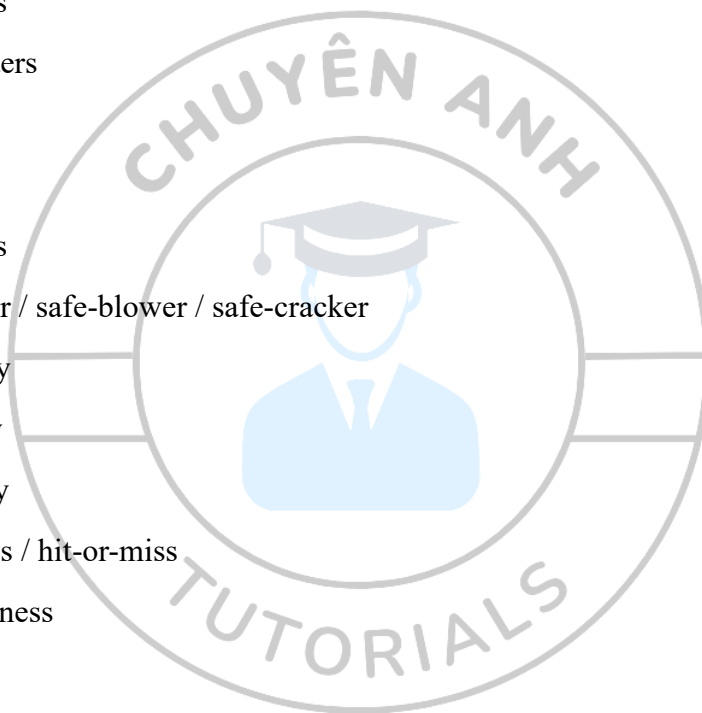 s
ers
s
r / safe-blower / safe-cracker
y
y
s / hit-or-miss
ness
CHUYÊN ANH
TUTORIALS